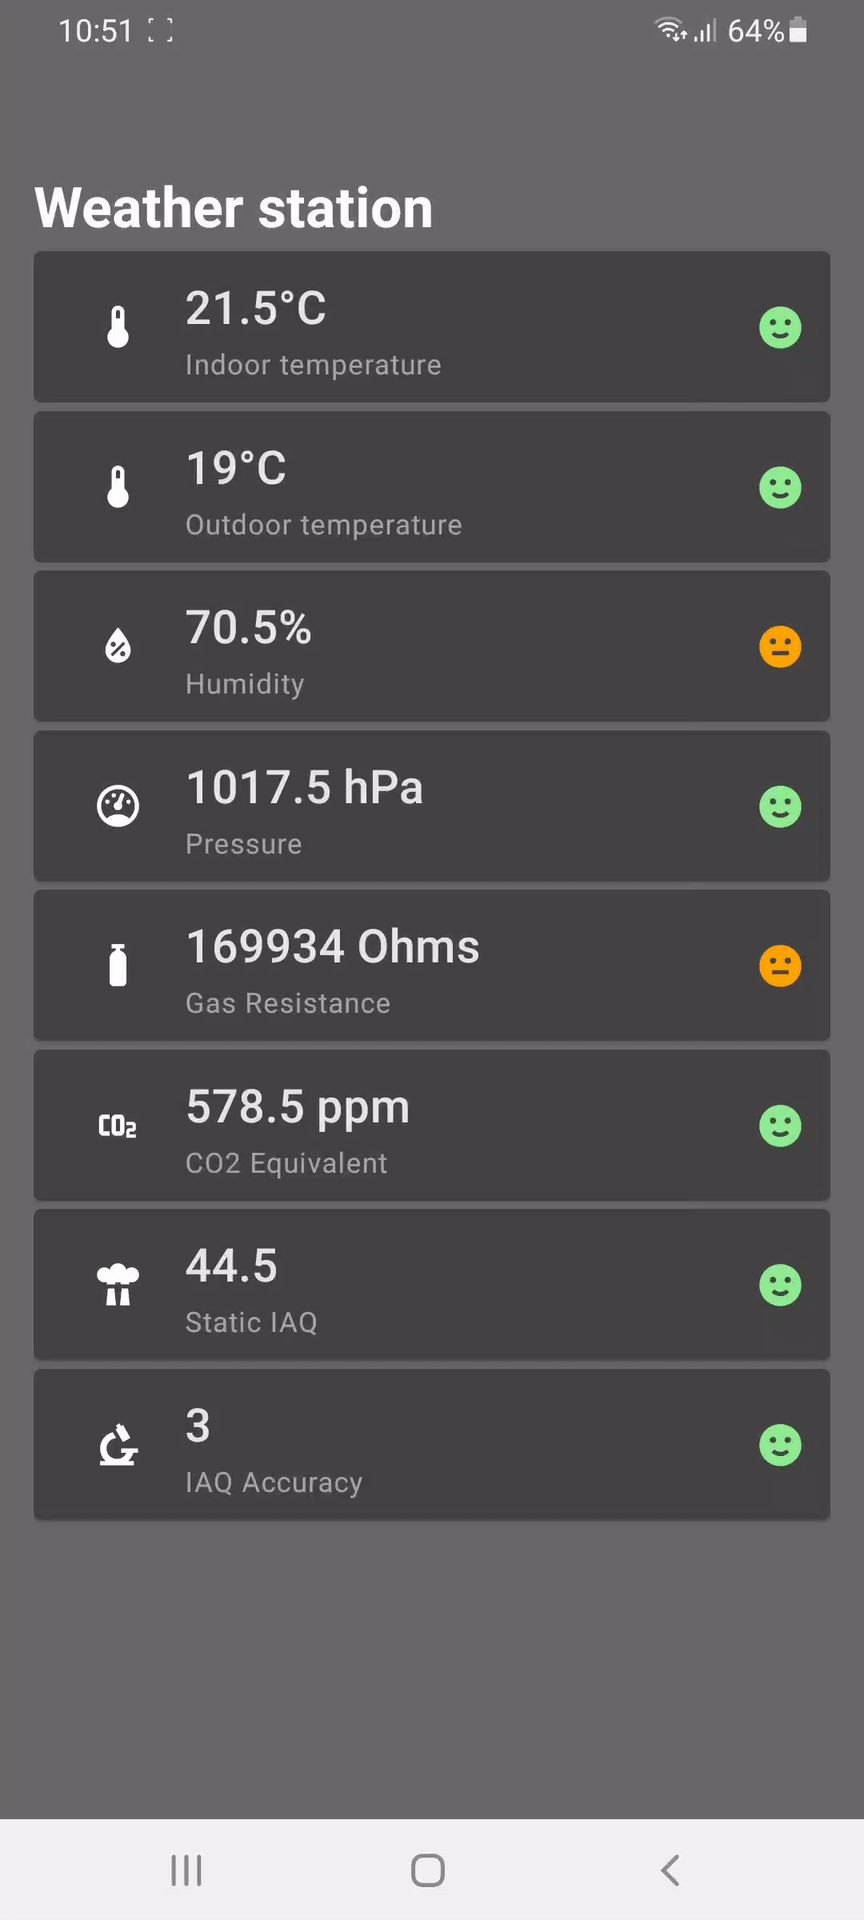 10:51
64%
Weather station
21.5°C
Indoor temperature
19°C
Outdoor temperature
70.5%
Humidity
1017.5 hPa
Pressure
169934 Ohms
Gas Resistance
CO2
578.5 ppm
CO2 Equivalent
44.5
Static IAQ
3
IAQ Accuracy